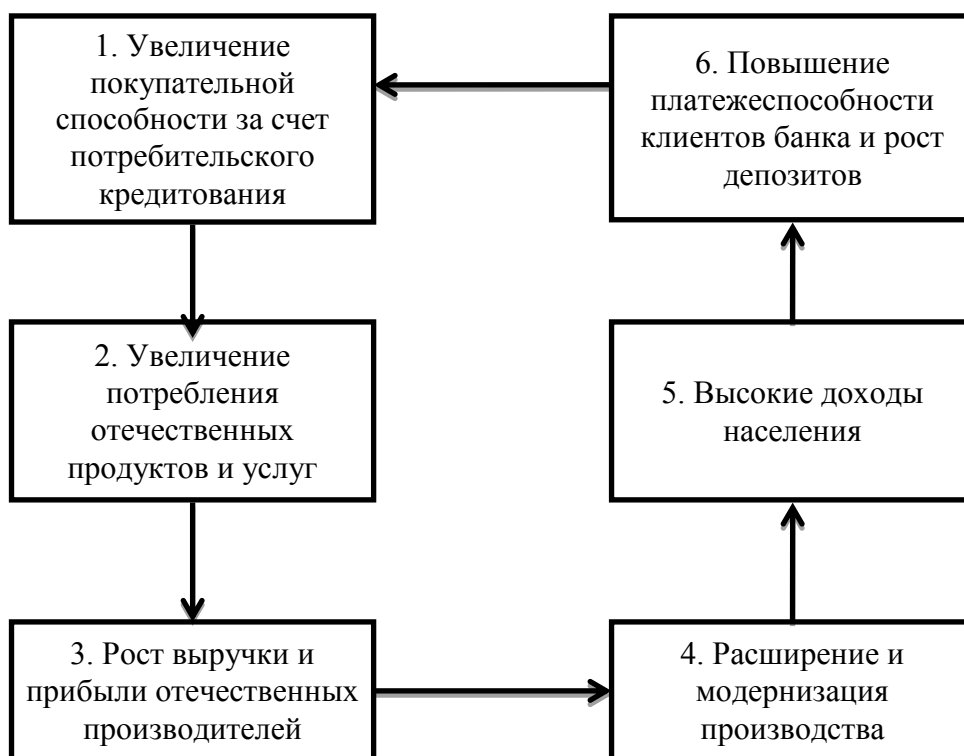 1. Увеличение
покупательной
способности за счет
потребительского
кредитования
2. Увеличение
потребления
отечественных
продуктов и услуг
3. Рост выручки и
прибыли отечественных
производителей
4. Расширение и
модернизация
производства
5. Высокие доходы
населения
6. Повышение
платежеспособности
клиентов банка и рост
депозитов